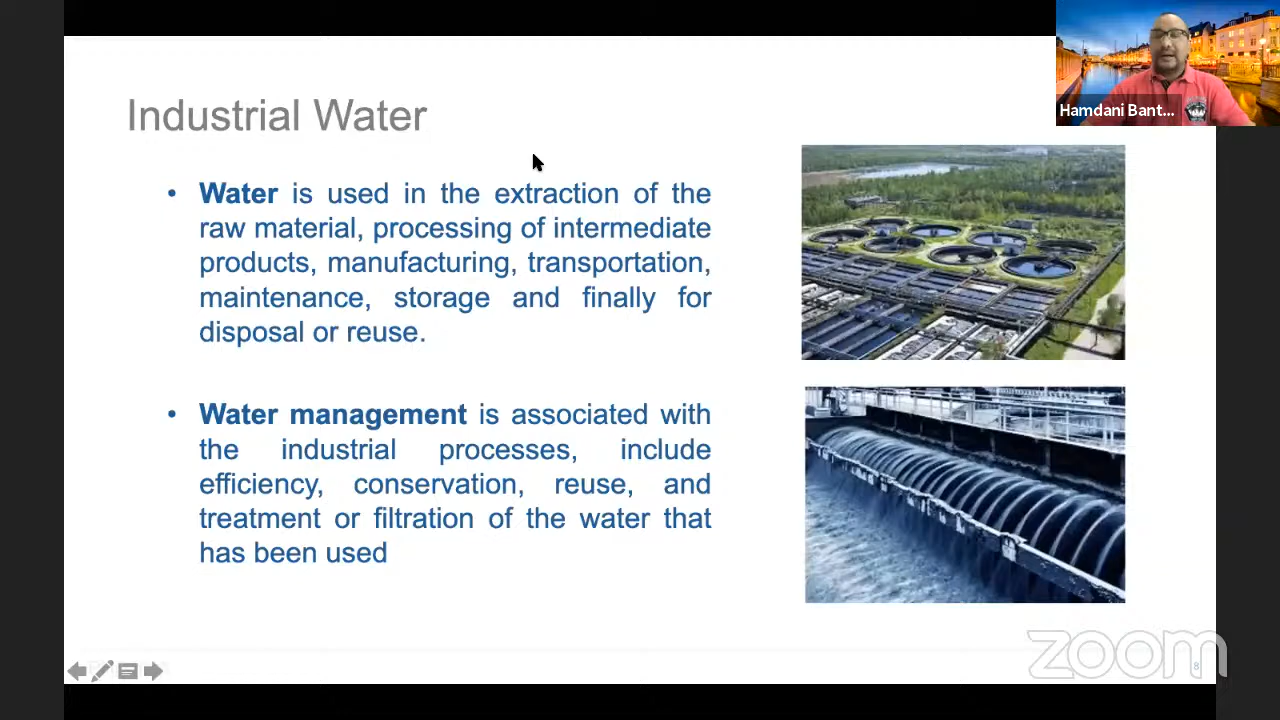 Hamdani Bant...
Industrial Water
• Water is used in the extraction of the
raw material, processing of intermediate
products, manufacturing, transportation,
maintenance, storage and finally for
disposal or reuse.
• Water management is associated with
the industrial processes, include
efficiency, conservation, reuse, and
treatment or filtration of the water that
has been used
zoom
8